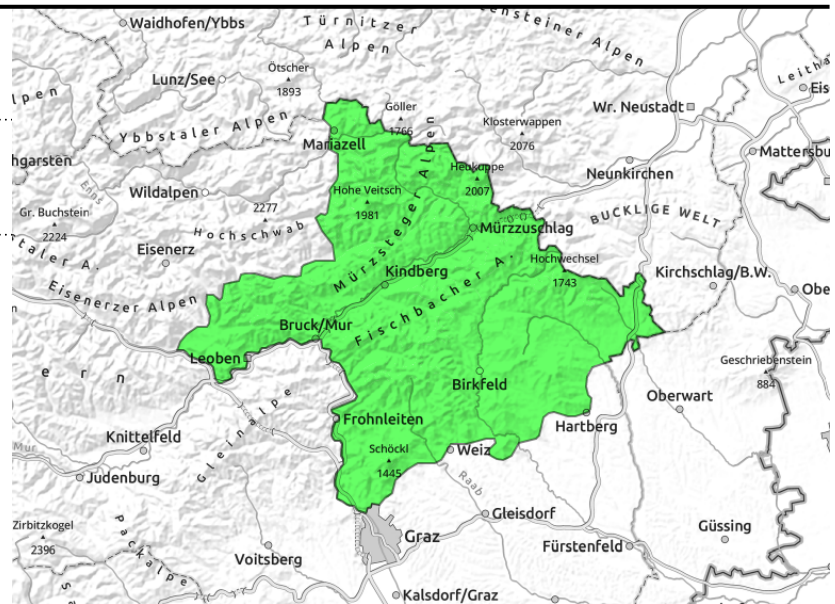 Waidhofen/Ybbs
Türnitzer
Alpen
ensteiner Alpen
Ötscher
1893
Lunz/See
Leitha
Eis
lpen
Göller
1766
Wr. Neustadt
Klosterwappen
2076
Ybbstaler Alpen
Mariazell
Mattersbu
hgarsten
Enns
Heukuppe
2007
Neunkirchen
Wildalpen
Hohe Veitsch
1981
Gr. Buchstein
2224
2277
Hochschwab
Mürzsteger Alpen
BUCKLIGE WELT
Mürzzuschlag
taler A.
Eisenerz
Hochwechsel
1743
Kindberg
Kirchschlag/B.W.
Eisenerzer Alpen
Obe
n
Fischbacher A.
Bruck/Mur
Leoben
Geschriebenstein
884
ern
Birkfeld
Oberwart
Gleinalpe
Frohnleiten
Hartberg
Knittelfeld
Mur
Schöckl
1445
Weiz
Judenburg
Raab
Gleisdorf
Zirbitzkogel
2396
Packalpe
Graz
Güssing
Fürstenfeld
Voitsberg
Kalsdorf/Graz